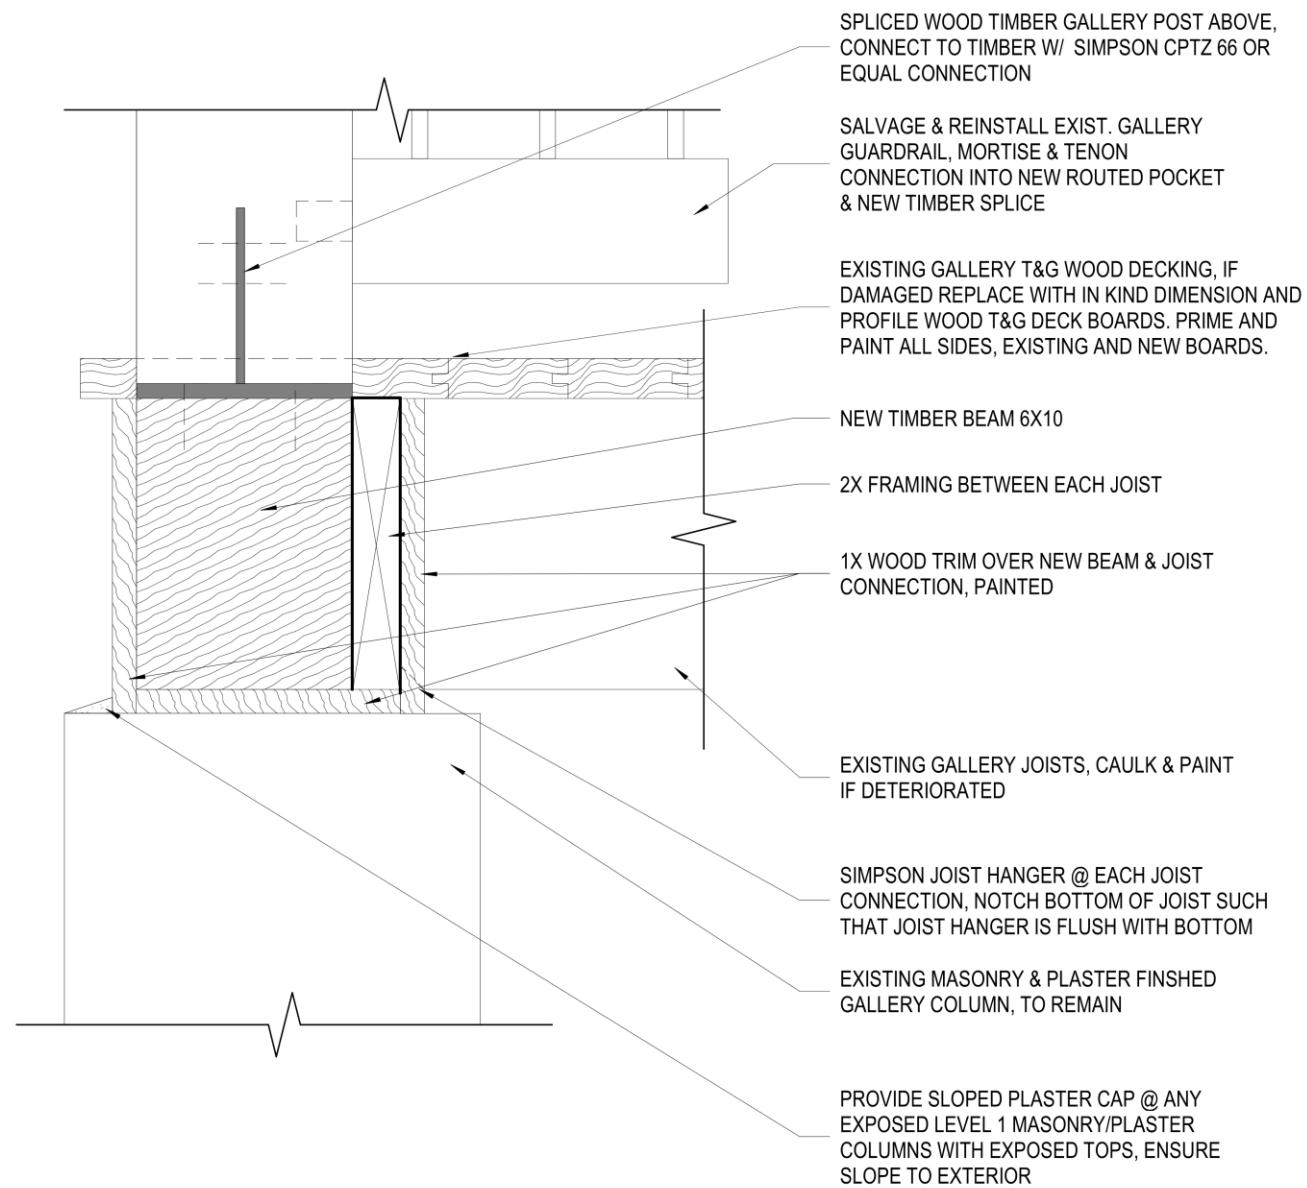 SPLICED WOOD TIMBER GALLERY POST ABOVE,
CONNECT TO TIMBER W/ SIMPSON CPTZ 66 OR
EQUAL CONNECTION
SALVAGE & REINSTALL EXIST. GALLERY
GUARDRAIL, MORTISE & TENON
CONNECTION INTO NEW ROUTED POCKET
& NEW TIMBER SPLICE
EXISTING GALLERY T&G WOOD DECKING, IF
DAMAGED REPLACE WITH IN KIND DIMENSION AND
PROFILE WOOD T&G DECK BOARDS. PRIME AND
PAINT ALL SIDES, EXISTING AND NEW BOARDS.
NEW TIMBER BEAM 6X10
2X FRAMING BETWEEN EACH JOIST
1X WOOD TRIM OVER NEW BEAM & JOIST
CONNECTION, PAINTED
EXISTING GALLERY JOISTS, CAULK & PAINT
IF DETERIORATED
SIMPSON JOIST HANGER @ EACH JOIST
CONNECTION, NOTCH BOTTOM OF JOIST SUCH
THAT JOIST HANGER IS FLUSH WITH BOTTOM
EXISTING MASONRY & PLASTER FINSHED
GALLERY COLUMN, TO REMAIN
PROVIDE SLOPED PLASTER CAP @ ANY
EXPOSED LEVEL 1 MASONRY/PLASTER
COLUMNS WITH EXPOSED TOPS, ENSURE
SLOPE TO EXTERIOR